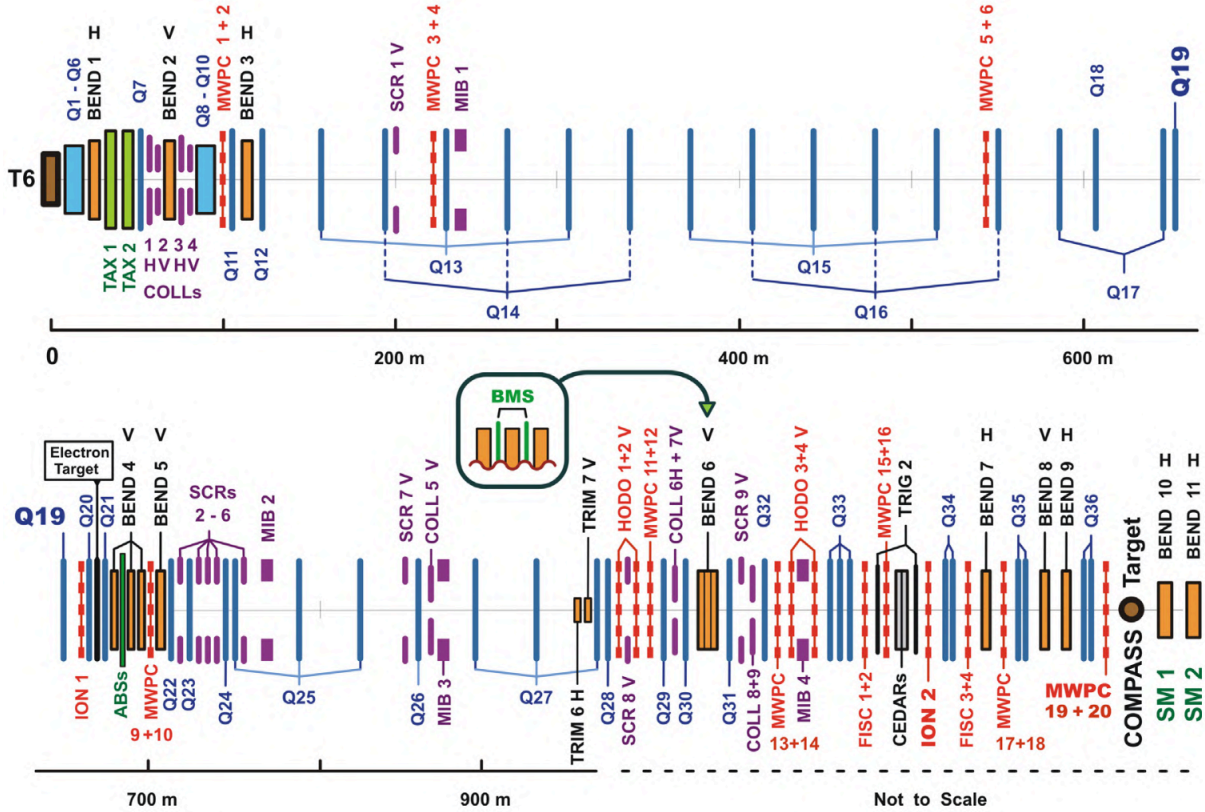 Q1 - Q6
BEND 1 H
Q7
BEND 2 V
Q8 - Q10
MWPC 1 + 2
BEND 3 H
SCR 1 V
MWPC 3 + 4
MIB 1
MWPC 5 + 6
Q18
Q19
T6
TAX 1
TAX 2
1 2 3 4
H V H V
COLLs
Q11
Q12
Q13
Q14
Q15
Q16
Q17
0
200 m
400 m
600 m
BMS
Electron
Target
Q19
Q20
Q21
BEND 4 V
BEND 5 V
SCRs
2 - 6
MIB 2
SCR 7 V
COLL 5 V
TRIM 7 V
HODO 1+2 V
MWPC 11+12
COLL 6H + 7V
BEND 6 V
SCR 9 V
Q32
HODO 3+4 V
Q33
MWPC 15+16
TRIG 2
Q34
BEND 7 H
Q35
BEND 8 V
BEND 9 H
Q36
COMPASS Target
BEND 10 H
BEND 11 H
ION 1
ABSs
MWPC
9 +10
Q22
Q23
Q24
Q25
Q26
MIB 3
Q27
TRIM 6 H
Q28
SCR 8 V
Q29
Q30
Q31
COLL 8+9
MWPC
13+14
MIB 4
FISC 1+2
CEDARs
ION 2
FISC 3+4
MWPC
17+18
MWPC
19 + 20
SM 1
SM 2
700 m
900 m
Not to Scale